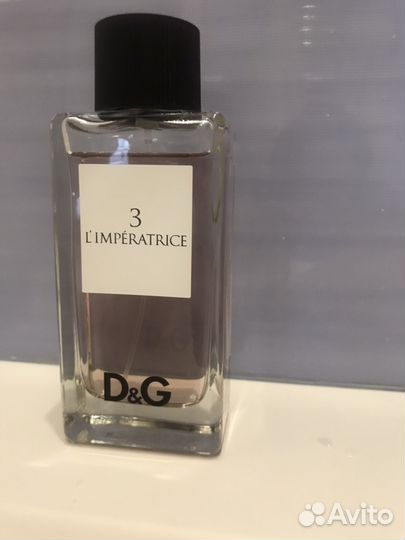 3
L'IMPÉRATRICE
D&G
Avito